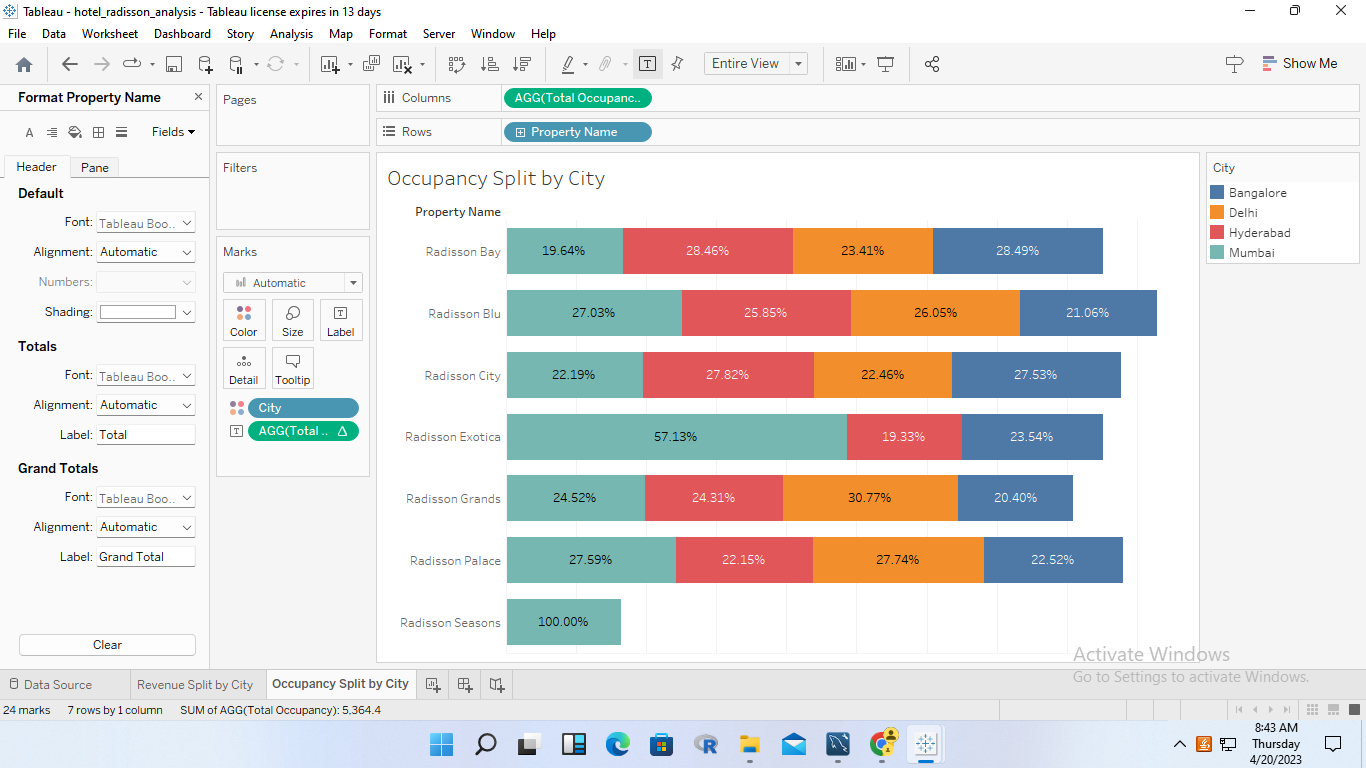 Tableau - hotel_radisson_analysis - Tableau license expires in 13 days
File Data Worksheet Dashboard Story Analysis Map Format Server Window Help
Entire View
Show Me
Format Property Name
Fields
Header Pane
Default
Font: Tableau Boo..
Alignment: Automatic
Numbers:
Shading:
Totals
Font: Tableau Boo..
Alignment: Automatic
Label: Total
Grand Totals
Font: Tableau Boo..
Alignment: Automatic
Label: Grand Total
Clear
Pages
Filters
Marks
Automatic
Color Size Label
Detail Tooltip
City
AGG(Total ..
Columns AGG(Total Occupanc..
Rows Property Name
Occupancy Split by City
Property Name
Radisson Bay 19.64% 28.46% 23.41% 28.49%
Radisson Blu 27.03% 25.85% 26.05% 21.06%
Radisson City 22.19% 27.82% 22.46% 27.53%
Radisson Exotica 57.13% 19.33% 23.54%
Radisson Grands 24.52% 24.31% 30.77% 20.40%
Radisson Palace 27.59% 22.15% 27.74% 22.52%
Radisson Seasons 100.00%
City
Bangalore
Delhi
Hyderabad
Mumbai
Activate Windows
Go to Settings to activate Windows.
Data Source Revenue Split by City Occupancy Split by City
24 marks 7 rows by 1 column SUM of AGG(Total Occupancy): 5,364.4
8:43 AM
Thursday
4/20/2023